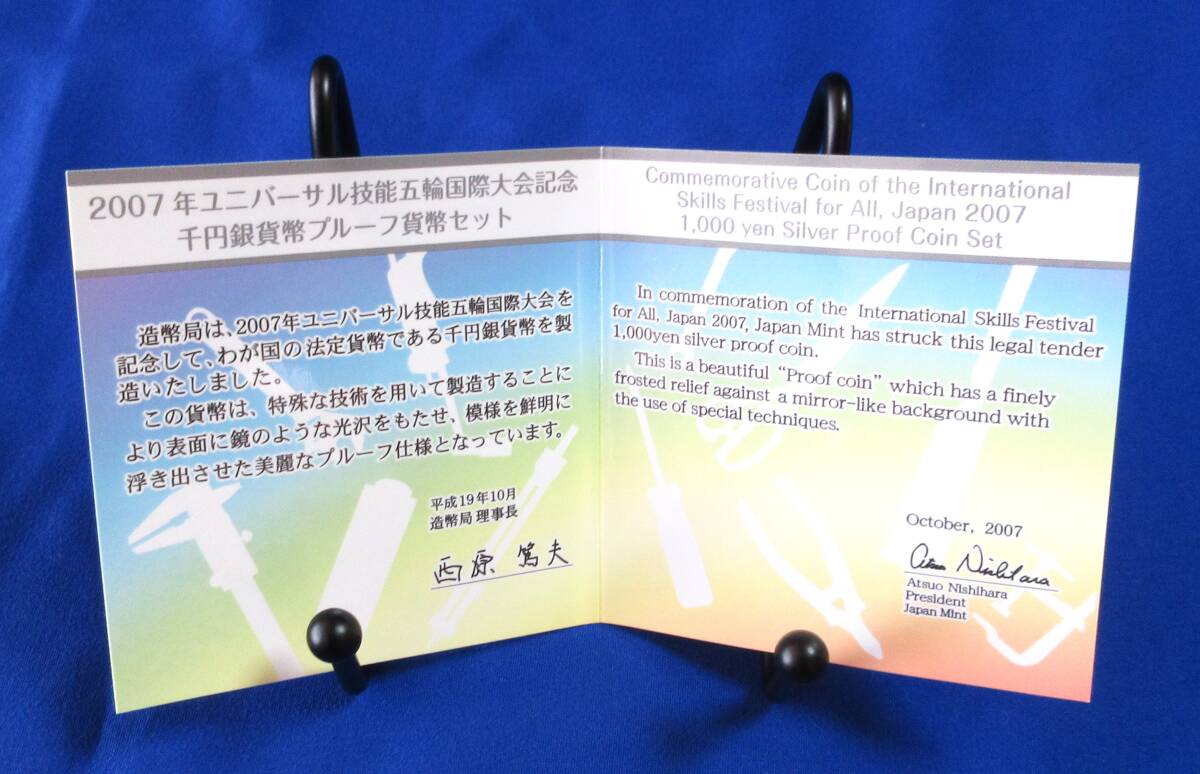 2007年ユニバーサル技能五輪国際大会記念
千円銀貨幣プルーフ貨幣セット
造幣局は、2007年ユニバーサル技能五輪国際大会を
記念して、わが国の法定貨幣である千円銀貨幣を製
造いたしました。
この貨幣は、特殊な技術を用いて製造することに
より表面に鏡のような光沢をもたせ、模様を鮮明に
浮き出させた美麗なプルーフ仕様となっています。
平成19年10月
造幣局 理事長
西原 篤夫
Commemorative Coin of the International
Skills Festival for All, Japan 2007
1,000 yen Silver Proof Coin Set
In commemoration of the International Skills Festival
for All, Japan 2007, Japan Mint has struck this legal tender
1,000yen silver proof coin.
This is a beautiful “Proof coin” which has a finely
frosted relief against a mirror-like background with
the use of special techniques.
October, 2007
Atsuo Nishihara
Atsuo Nishihara
President
Japan Mint